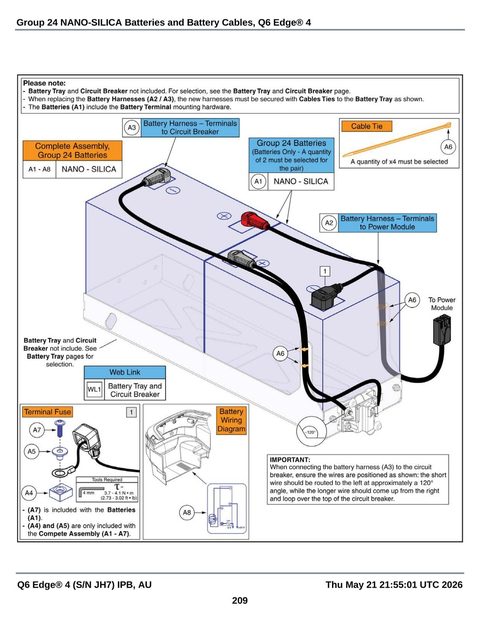 Group 24 NANO-SILICA Batteries and Battery Cables, Q6 Edge® 4
Please note:
- Battery Tray and Circuit Breaker not included. For selection, see the Battery Tray and Circuit Breaker page.
- When replacing the Battery Harnesses (A2 / A3), the new harnesses must be secured with Cables Ties to the Battery Tray as shown.
- The Batteries (A1) include the Battery Terminal mounting hardware.
A3
Battery Harness – Terminals
to Circuit Breaker
Cable Tie
A6
A quantity of x4 must be selected
Complete Assembly,
Group 24 Batteries
A1 - A8
NANO - SILICA
Group 24 Batteries
(Batteries Only - A quantity
of 2 must be selected for
the pair)
A1
NANO - SILICA
A2
Battery Harness – Terminals
to Power Module
1
A6
To Power
Module
A6
Battery Tray and Circuit
Breaker not include. See
Battery Tray pages for
selection.
Web Link
WL1
Battery Tray and
Circuit Breaker
120°
Terminal Fuse
1
A7
A5
A4
Tools Required
4 mm
3.7 - 4.1 N • m
(2.73 - 3.02 ft • lb)
- (A7) is included with the Batteries
(A1).
- (A4) and (A5) are only included with
the Compete Assembly (A1 - A7).
Battery
Wiring
Diagram
A8
IMPORTANT:
When connecting the battery harness (A3) to the circuit
breaker, ensure the wires are positioned as showed: the short
wire should be routed to the left at approximately a 120°
angle, while the longer wire should come up from the right
and loop over the top of the circuit breaker.
Q6 Edge® 4 (S/N JH7) IPB, AU
Thu May 21 21:55:01 UTC 2026
209